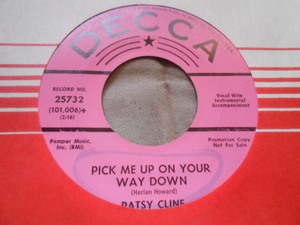 DECCA
RECORD NO.
25732
(101,006)+
(2:16)
Vocal With
Instrumental
Accompaniment
Pamper Music,
Inc. (BMI)
Promotion Copy
Not For Sale
PICK ME UP ON YOUR
WAY DOWN
(Harlan Howard)
PATSY CLINE